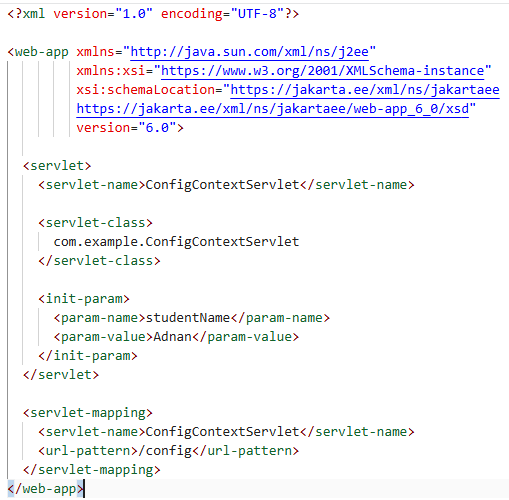 <?xml version="1.0" encoding="UTF-8"?>
<web-app xmlns="http://java.sun.com/xml/ns/j2ee"
xmlns:xsi="https://www.w3.org/2001/XMLSchema-instance"
xsi:schemaLocation="https://jakarta.ee/xml/ns/jakartaee
https://jakarta.ee/xml/ns/jakartaee/web-app_6_0/xsd"
version="6.0">
<servlet>
<servlet-name>ConfigContextServlet</servlet-name>
<servlet-class>
com.example.ConfigContextServlet
</servlet-class>
<init-param>
<param-name>studentName</param-name>
<param-value>Adnan</param-value>
</init-param>
</servlet>
<servlet-mapping>
<servlet-name>ConfigContextServlet</servlet-name>
<url-pattern>/config</url-pattern>
</servlet-mapping>
</web-app>